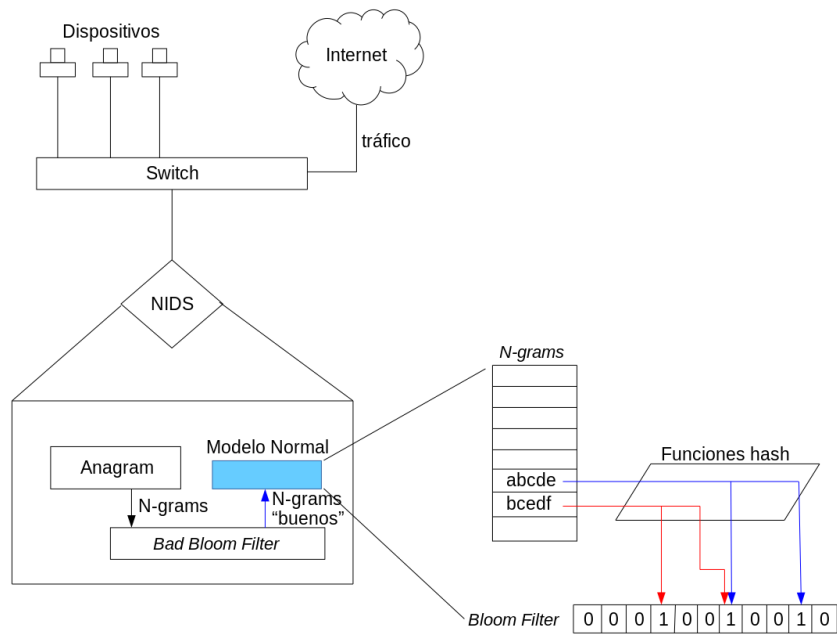 Dispositivos
Internet
tráfico
Switch
NIDS
N-grams
Modelo Normal
Funciones hash
Anagram
abcde
N-grams
N-grams
“buenos”
bcedf
Bad Bloom Filter
Bloom Filter 0 0 0 1 0 0 1 0 0 1 0